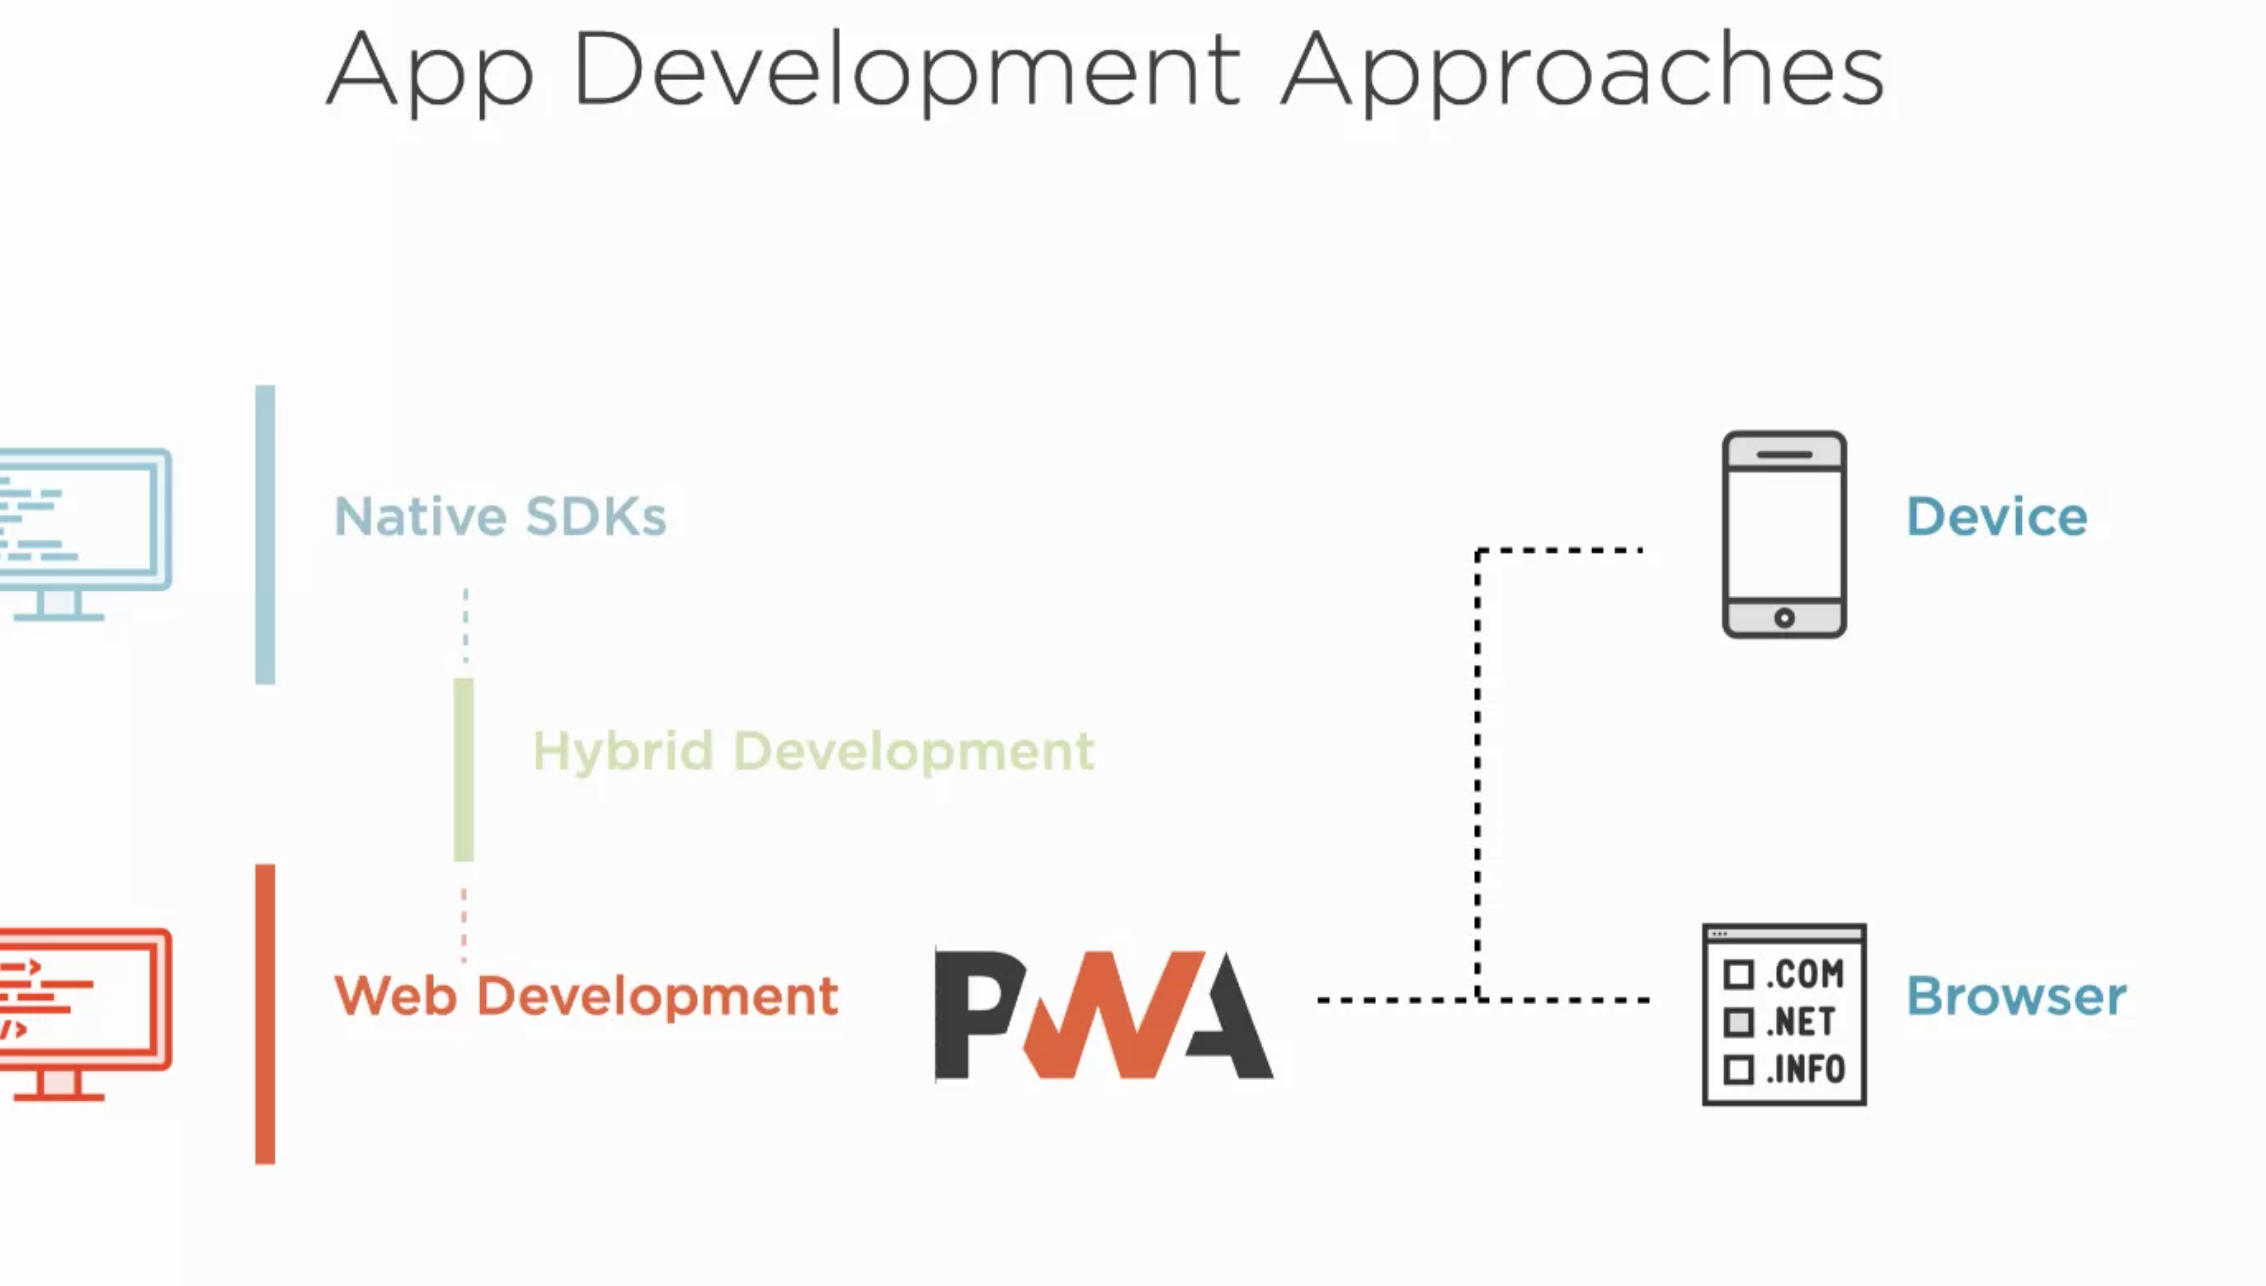 App Development Approaches
Native SDKs
Device
Hybrid Development
Web Development
PWA
.COM
.NET
.INFO
Browser